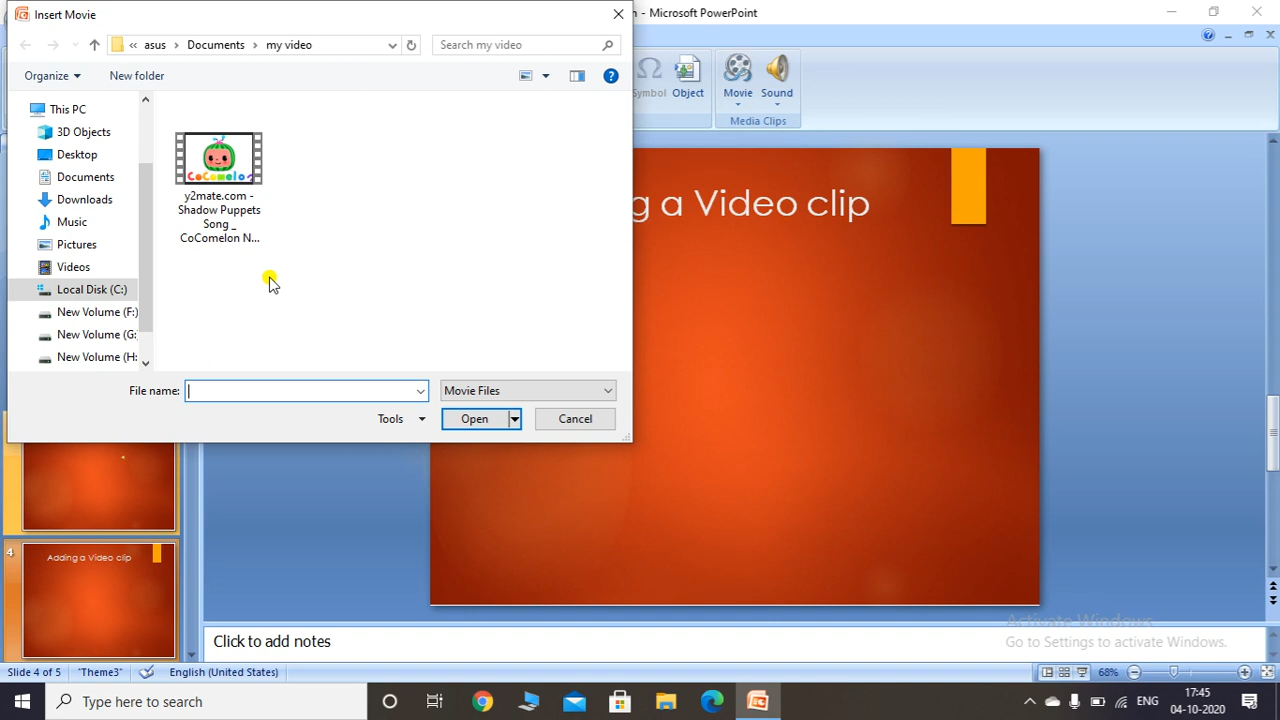 Insert Movie
n - Microsoft PowerPoint
« asus > Documents > my video
Search my video
Organize
New folder
This PC
3D Objects
Desktop
Documents
Downloads
Music
Pictures
Videos
Local Disk (C:)
New Volume (F:)
New Volume (G:
New Volume (H:
CoComelon
y2mate.com -
Shadow Puppets
Song _
CoComelon N...
File name:
Movie Files
Tools
Open
Cancel
Symbol
Object
Movie
Sound
Media Clips
g a Video clip
4
Adding a Video clip
Click to add notes
Activate Windows
Go to Settings to activate Windows.
Slide 4 of 5
"Theme3"
English (United States)
68%
Type here to search
ENG
17:45
04-10-2020